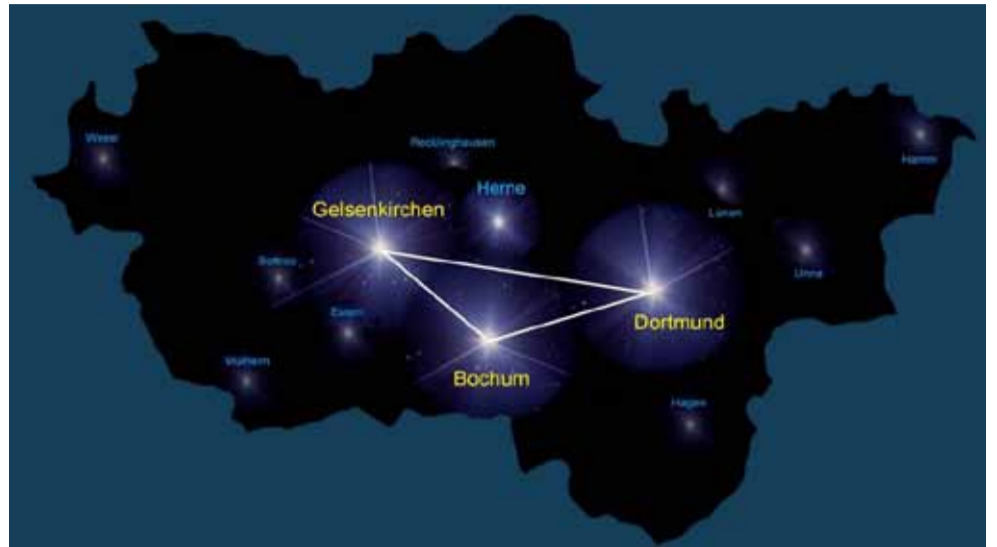 Wesel
Recklinghausen
Hamm
Herne
Gelsenkirchen
Lünen
Bottrop
Unna
Essen
Dortmund
Mülheim
Bochum
Hagen